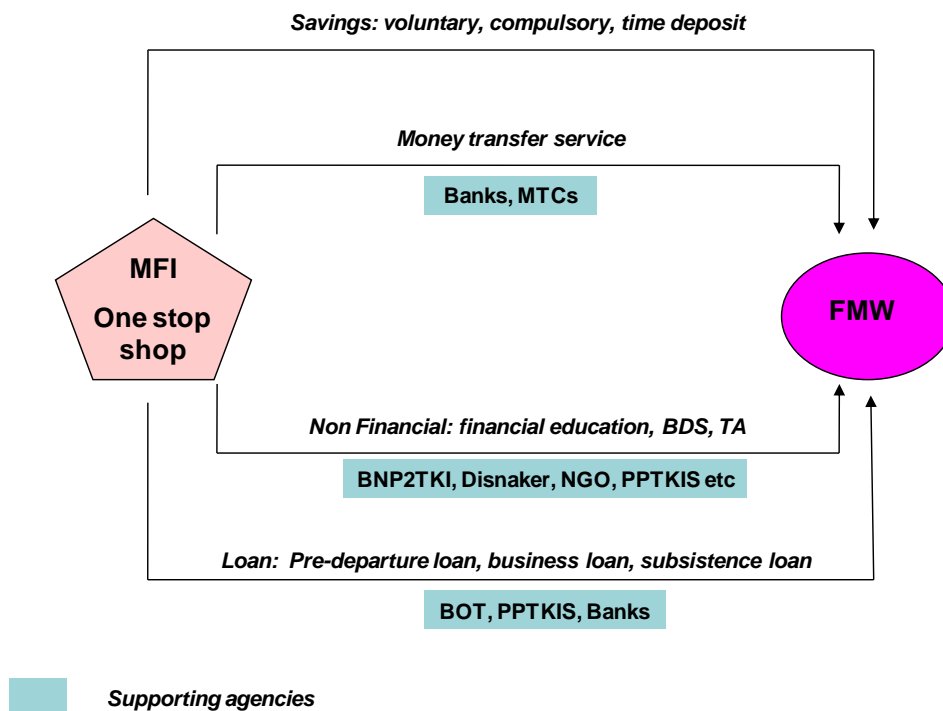 Savings: voluntary, compulsory, time deposit
Money transfer service
Banks, MTCs
MFI
One stop
shop
FMW
Non Financial: financial education, BDS, TA
BNP2TKI, Disnaker, NGO, PPTKIS etc
Loan: Pre-departure loan, business loan, subsistence loan
BOT, PPTKIS, Banks
Supporting agencies